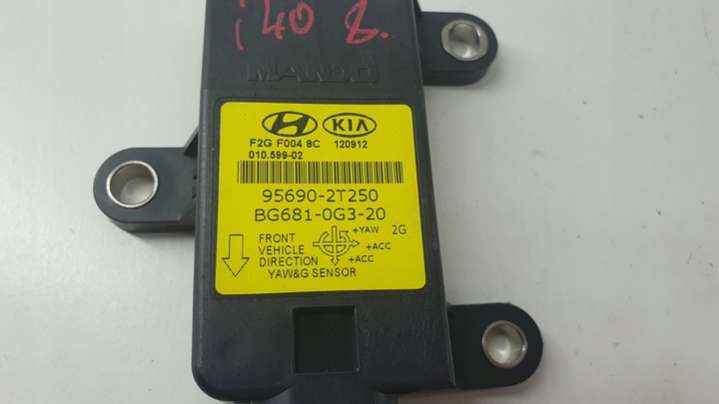 i40 8.
MANDO
KIA
F2G F004 8C 120912
010.599-02
95690-2T250
BG681-0G3-20
+YAW 2G
FRONT
VEHICLE +ACC
DIRECTION +ACC
YAW&G SENSOR